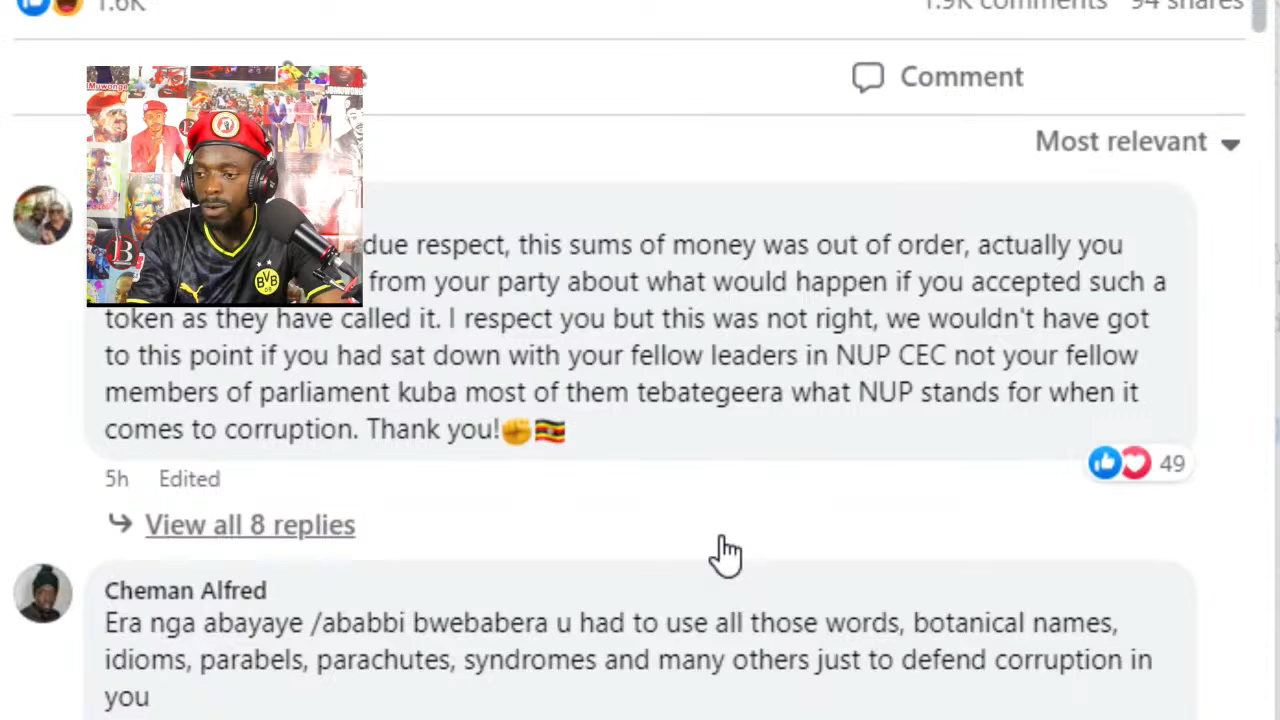 1.6K
1.9K comments 94 shares
Comment
Most relevant
Muwonge
BVB
09
due respect, this sums of money was out of order, actually you
from your party about what would happen if you accepted such a
token as they have called it. I respect you but this was not right, we wouldn't have got
to this point if you had sat down with your fellow leaders in NUP CEC not your fellow
members of parliament kuba most of them tebategeera what NUP stands for when it
comes to corruption. Thank you!✊🇺🇬
5h Edited
49
View all 8 replies
Cheman Alfred
Era nga abayaye /ababbi bwebabera u had to use all those words, botanical names,
idioms, parabels, parachutes, syndromes and many others just to defend corruption in
you